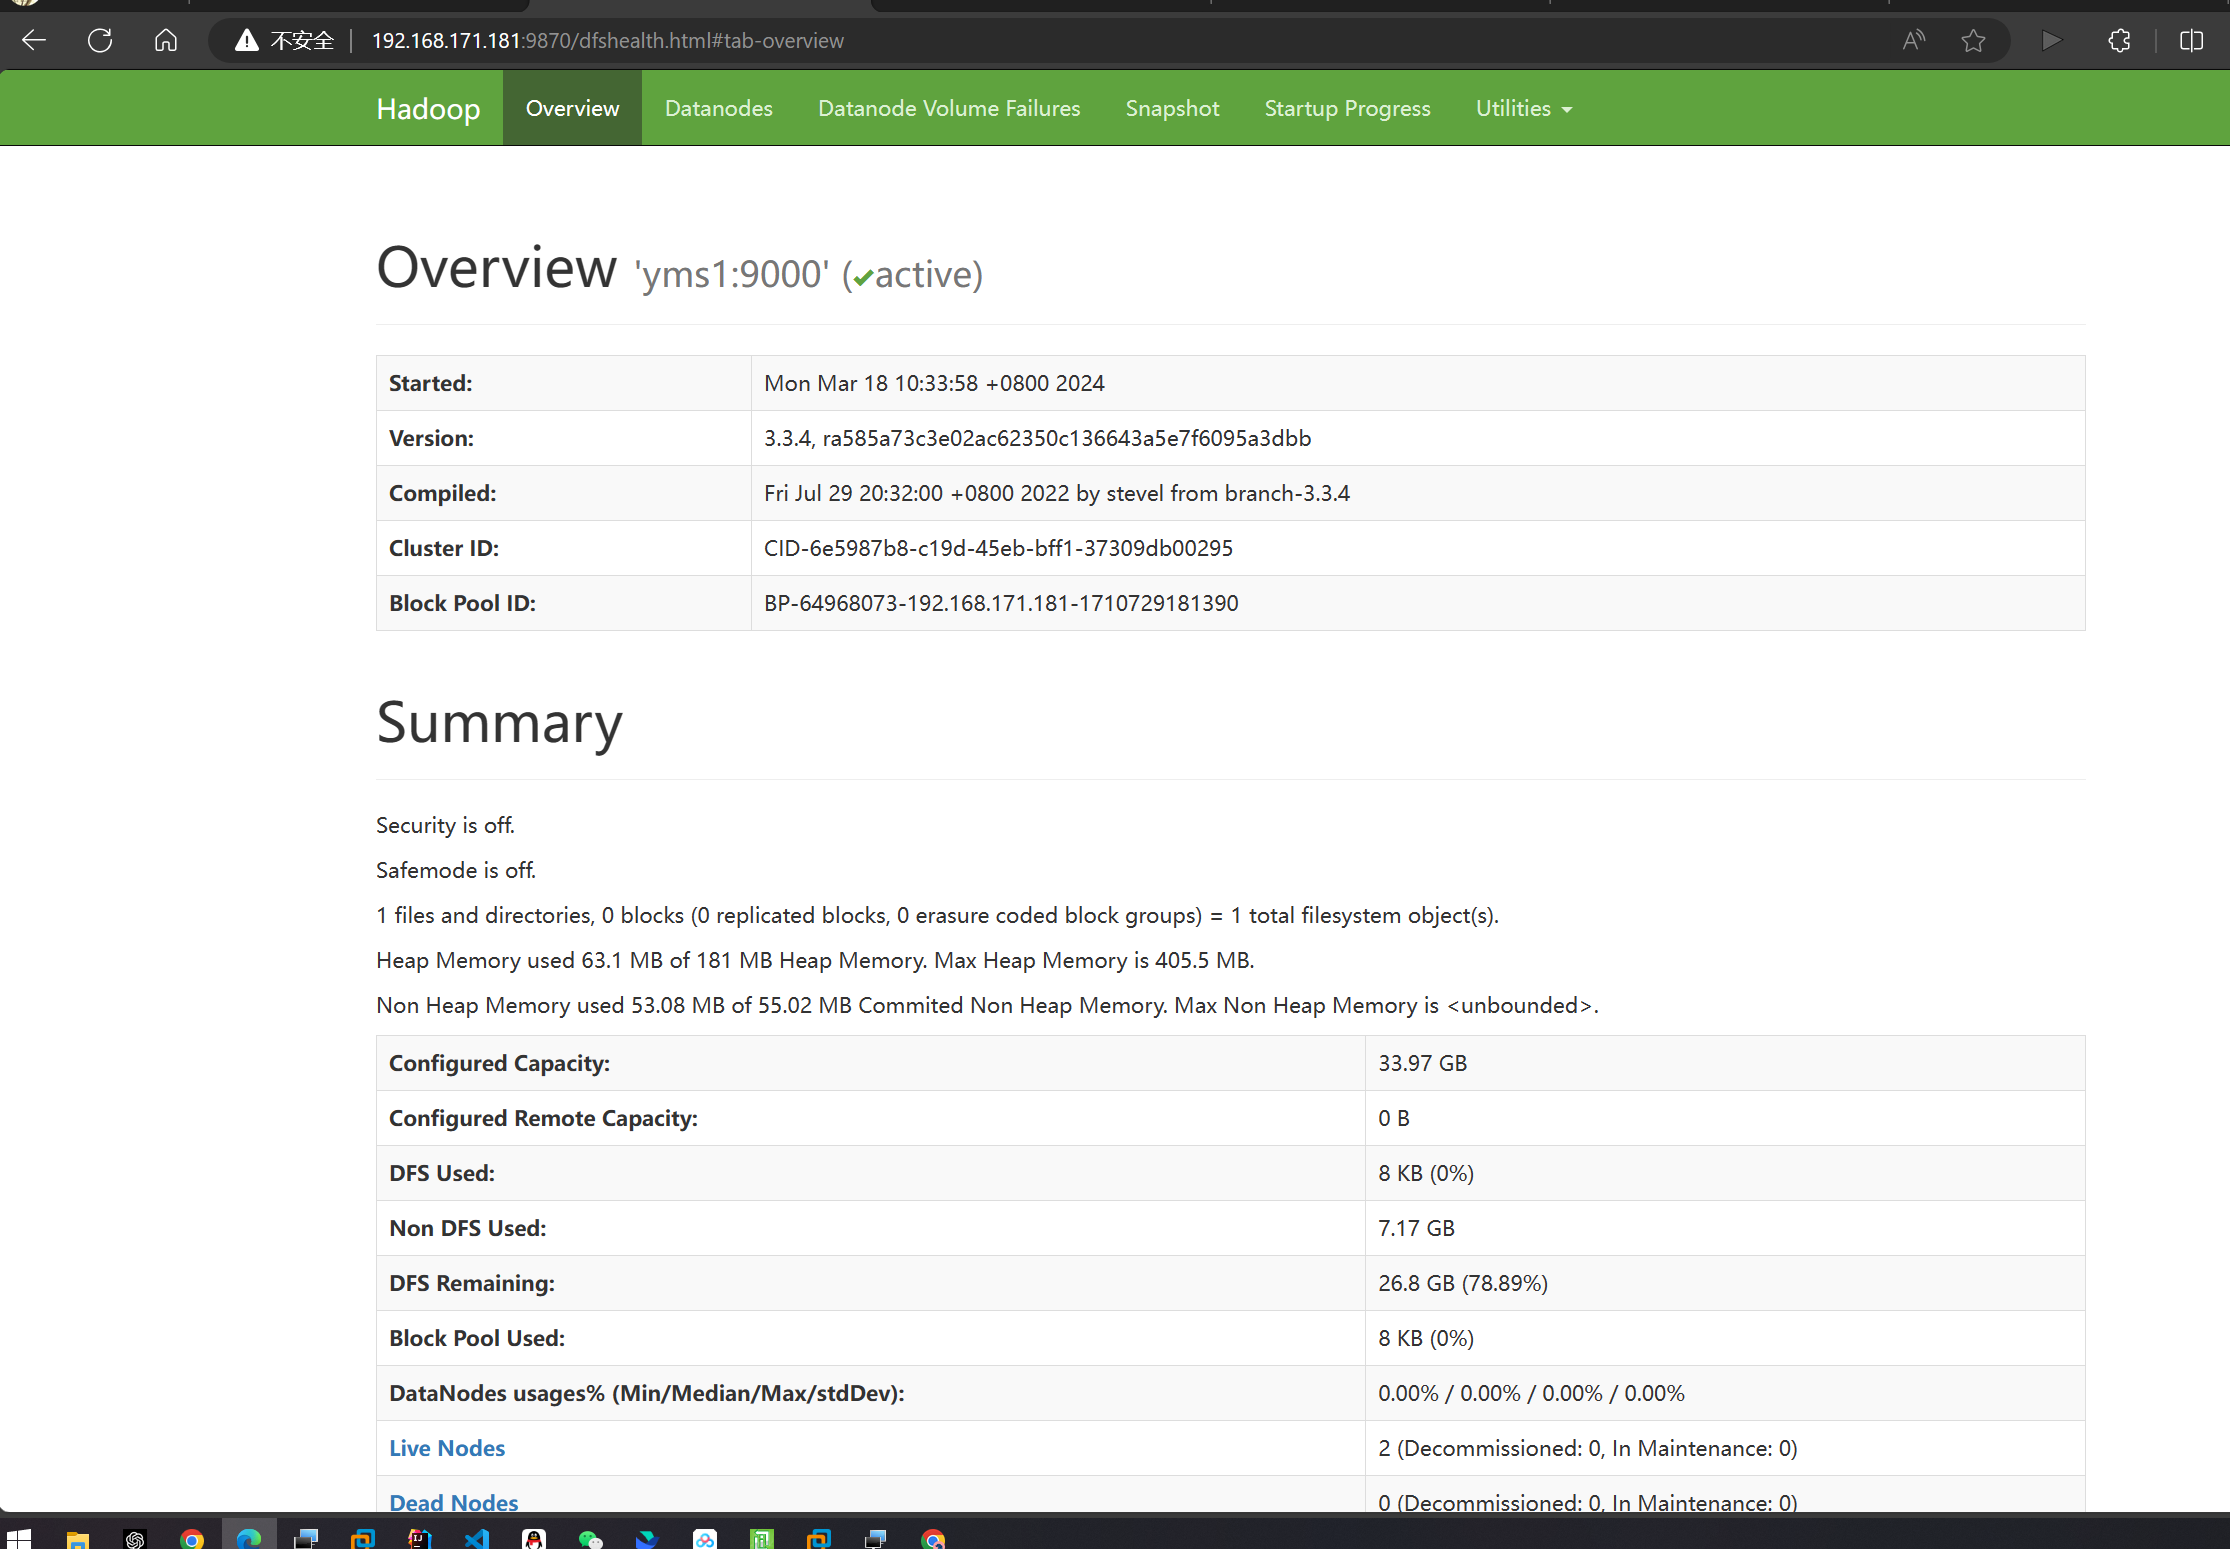 不安全 192.168.171.181:9870/dfshealth.html#tab-overview
Hadoop Overview Datanodes Datanode Volume Failures Snapshot Startup Progress Utilities
Overview 'yms1:9000' (✔active)
Started: Mon Mar 18 10:33:58 +0800 2024
Version: 3.3.4, ra585a73c3e02ac62350c136643a5e7f6095a3dbb
Compiled: Fri Jul 29 20:32:00 +0800 2022 by stevel from branch-3.3.4
Cluster ID: CID-6e5987b8-c19d-45eb-bff1-37309db00295
Block Pool ID: BP-64968073-192.168.171.181-1710729181390
Summary
Security is off.
Safemode is off.
1 files and directories, 0 blocks (0 replicated blocks, 0 erasure coded block groups) = 1 total filesystem object(s).
Heap Memory used 63.1 MB of 181 MB Heap Memory. Max Heap Memory is 405.5 MB.
Non Heap Memory used 53.08 MB of 55.02 MB Commited Non Heap Memory. Max Non Heap Memory is <unbounded>.
Configured Capacity: 33.97 GB
Configured Remote Capacity: 0 B
DFS Used: 8 KB (0%)
Non DFS Used: 7.17 GB
DFS Remaining: 26.8 GB (78.89%)
Block Pool Used: 8 KB (0%)
DataNodes usages% (Min/Median/Max/stdDev): 0.00% / 0.00% / 0.00% / 0.00%
Live Nodes 2 (Decommissioned: 0, In Maintenance: 0)
Dead Nodes 0 (Decommissioned: 0, In Maintenance: 0)